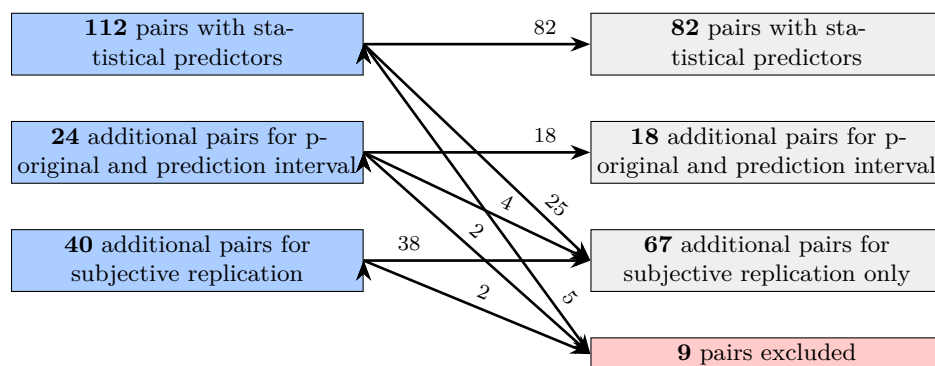 112 pairs with sta-
tistical predictors
82
82 pairs with sta-
tistical predictors
24 additional pairs for p-
original and prediction interval
18
18 additional pairs for p-
original and prediction interval
4
25
2
40 additional pairs for
subjective replication
38
67 additional pairs for
subjective replication only
2
5
9 pairs excluded